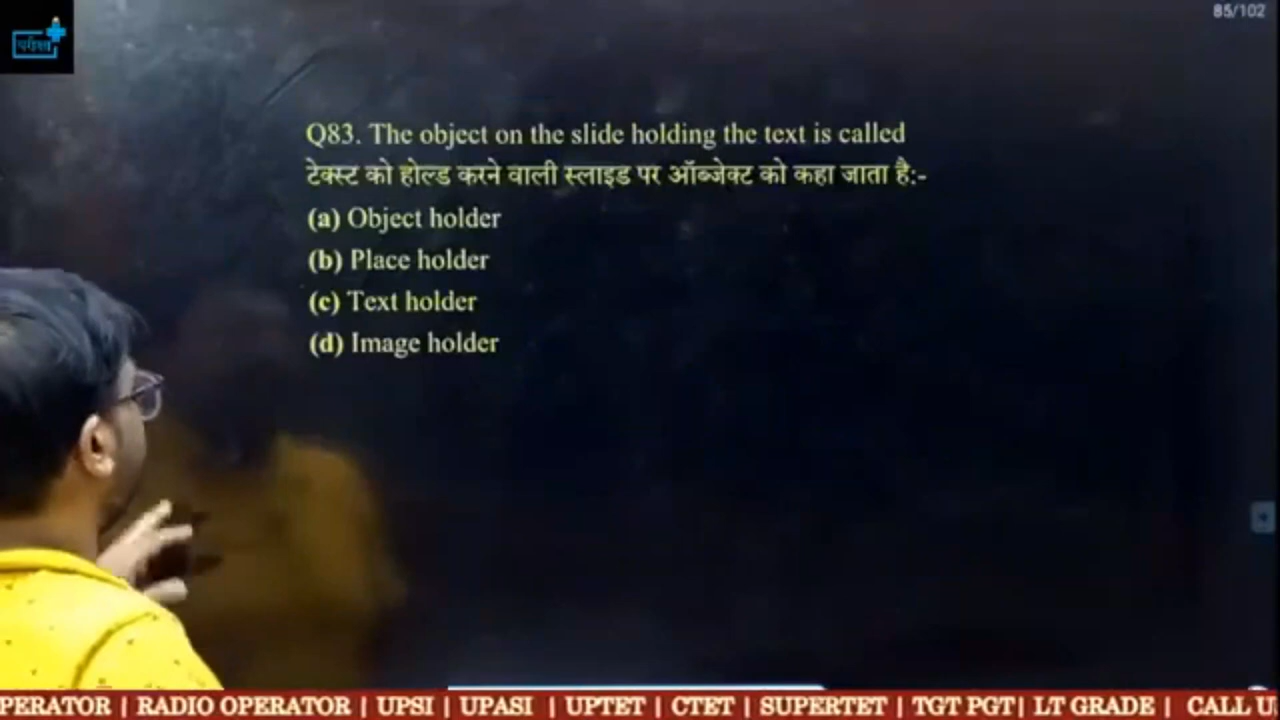 85/102
परीक्षा
Q83. The object on the slide holding the text is called
टेक्स्ट को होल्ड करने वाली स्लाइड पर ऑब्जेक्ट को कहा जाता है:-
(a) Object holder
(b) Place holder
(c) Text holder
(d) Image holder
PERATOR | RADIO OPERATOR | UPSI | UPASI | UPTET | CTET | SUPERTET | TGT PGT| LT GRADE | CALL U